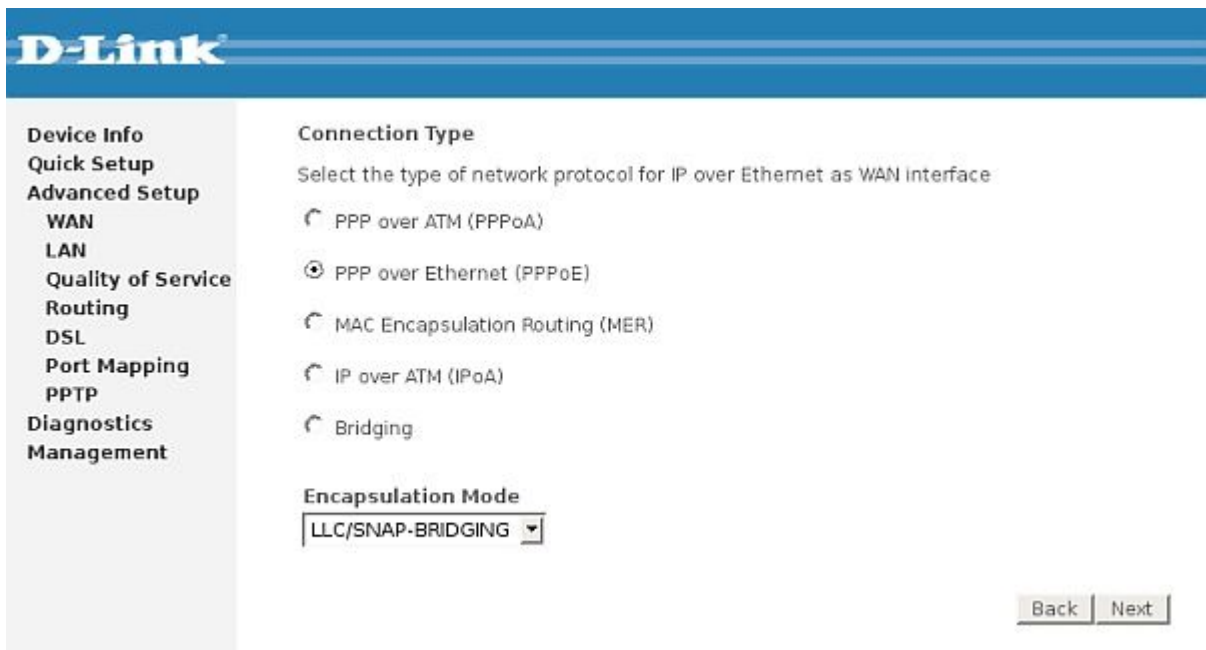 D-Link
Device Info
Quick Setup
Advanced Setup
WAN
LAN
Quality of Service
Routing
DSL
Port Mapping
PPTP
Diagnostics
Management
Connection Type
Select the type of network protocol for IP over Ethernet as WAN interface
PPP over ATM (PPPoA)
PPP over Ethernet (PPPoE)
MAC Encapsulation Routing (MER)
IP over ATM (IPoA)
Bridging
Encapsulation Mode
LLC/SNAP-BRIDGING
Back Next